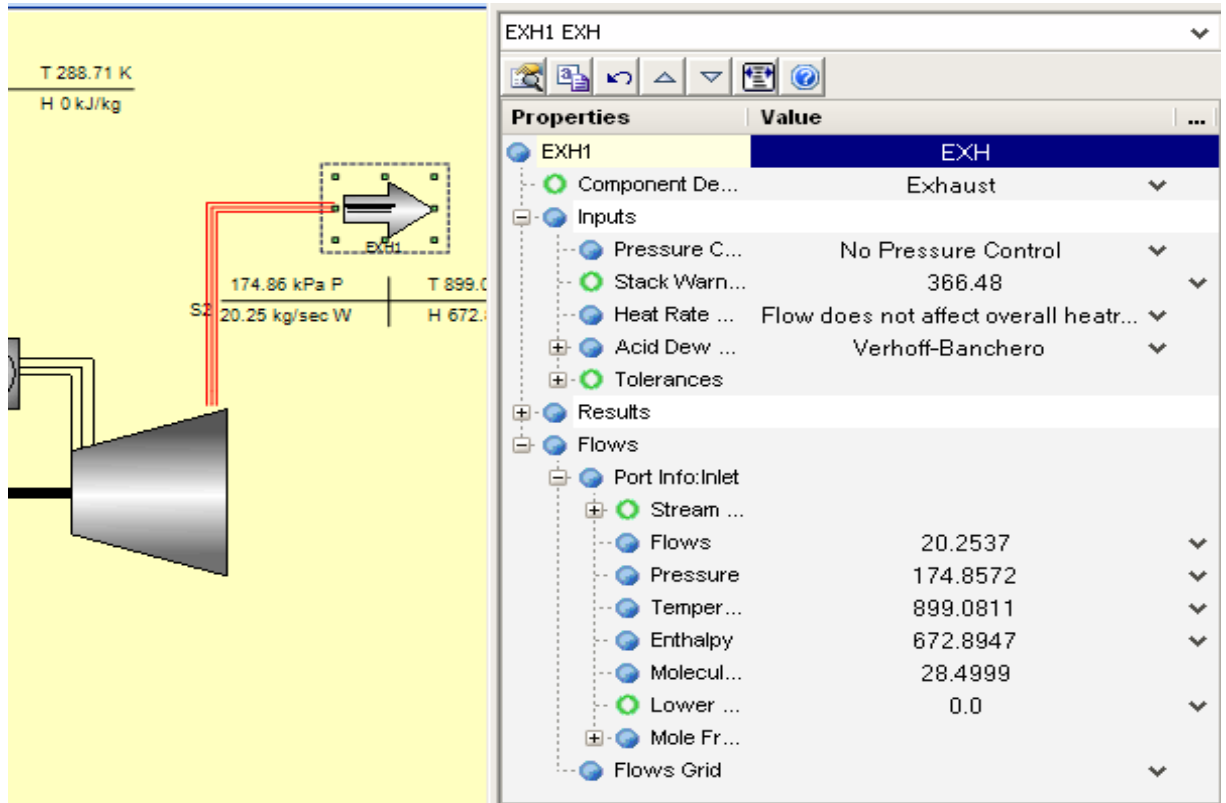 T 288.71 K
H 0 kJ/kg
EXH1
174.86 kPa P
T 899.0
S2
20.25 kg/sec W
H 672.
EXH1 EXH
Properties Value ...
EXH1 EXH
Component De... Exhaust
Inputs
Pressure C... No Pressure Control
Stack Warn... 366.48
Heat Rate ... Flow does not affect overall heatr...
Acid Dew ... Verhoff-Banchero
Tolerances
Results
Flows
Port Info:Inlet
Stream ...
Flows 20.2537
Pressure 174.8572
Temper... 899.0811
Enthalpy 672.8947
Molecul... 28.4999
Lower ... 0.0
Mole Fr...
Flows Grid